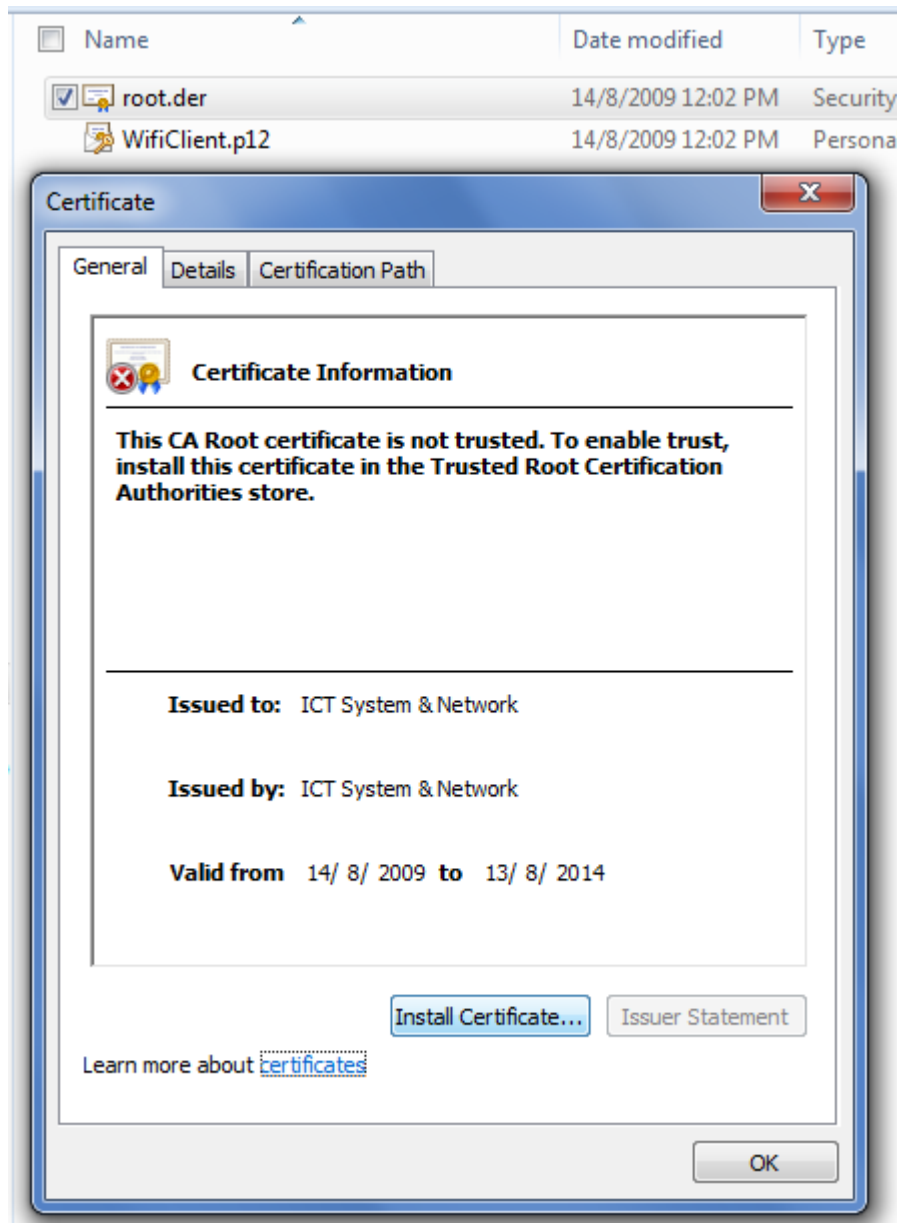 Name Date modified Type
root.der 14/8/2009 12:02 PM Security
WifiClient.p12 14/8/2009 12:02 PM Persona
Certificate
General Details Certification Path
Certificate Information
This CA Root certificate is not trusted. To enable trust,
install this certificate in the Trusted Root Certification
Authorities store.
Issued to: ICT System & Network
Issued by: ICT System & Network
Valid from 14/ 8/ 2009 to 13/ 8/ 2014
Install Certificate... Issuer Statement
Learn more about certificates
OK